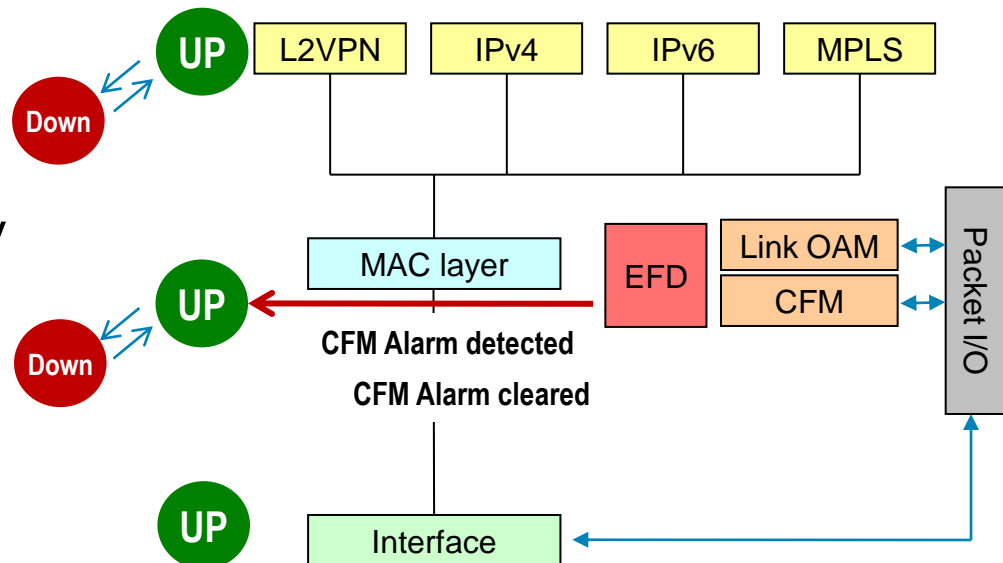 UP
L2VPN
IPv4
IPv6
MPLS
Down
MAC layer
EFD
Link OAM
CFM
Packet I/O
UP
Down
CFM Alarm detected
CFM Alarm cleared
UP
Interface